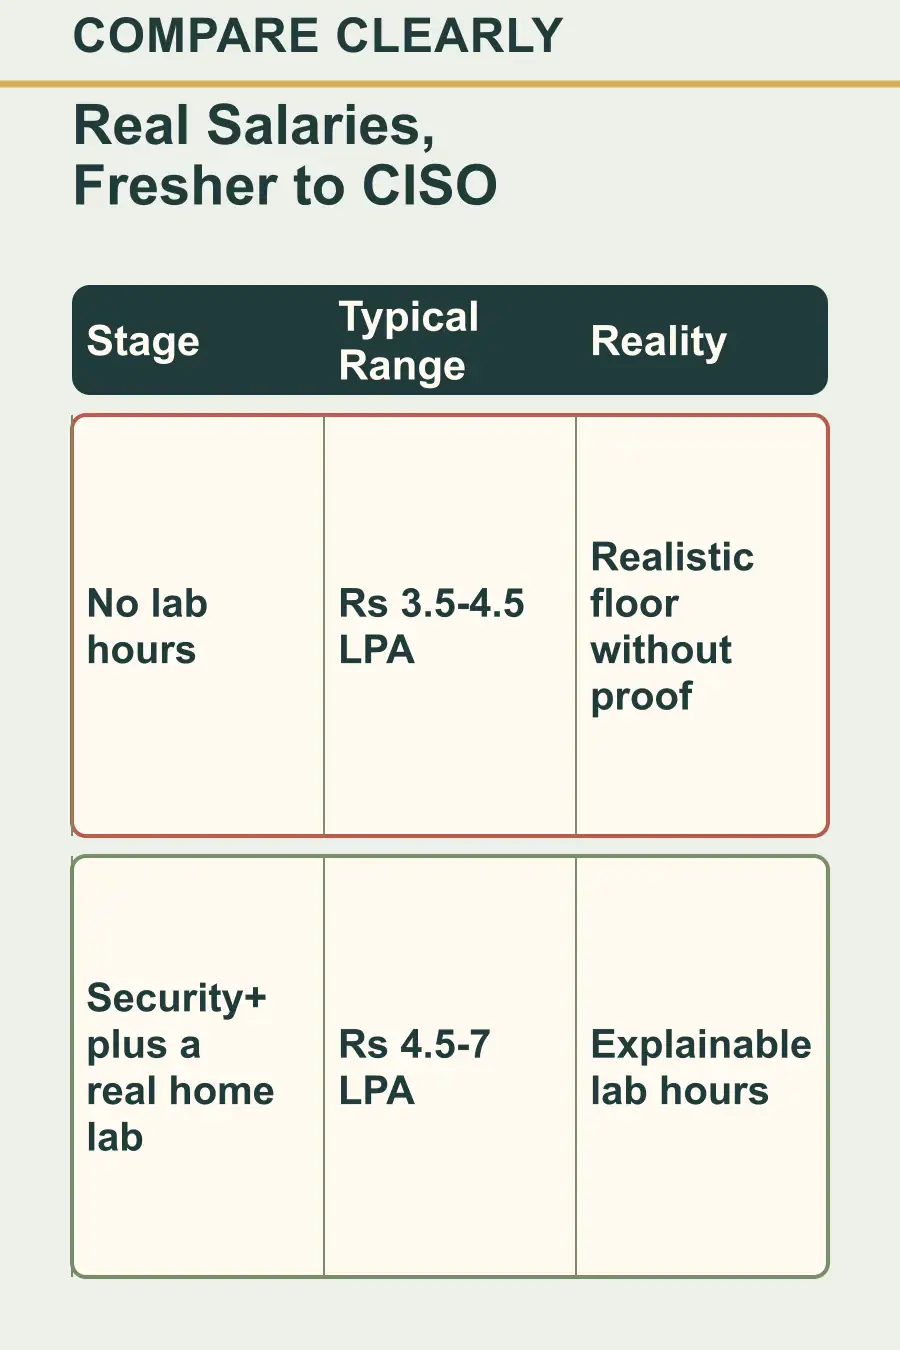 COMPARE CLEARLY
Real Salaries,
Fresher to CISO
Stage
Typical
Range
Reality
No lab
hours
Rs 3.5-4.5
LPA
Realistic
floor
without
proof
Security+
plus a
real home
lab
Rs 4.5-7
LPA
Explainable
lab hours